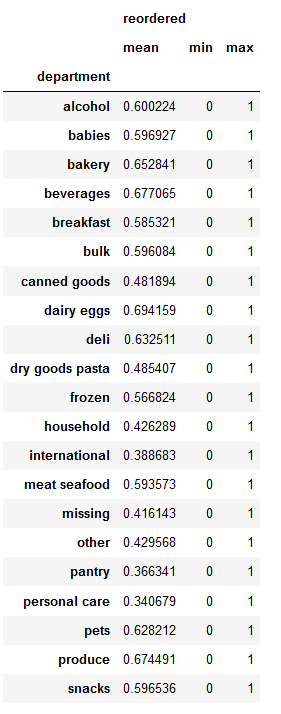 reordered
mean min max
department
alcohol 0.600224 0 1
babies 0.596927 0 1
bakery 0.652841 0 1
beverages 0.677065 0 1
breakfast 0.585321 0 1
bulk 0.596084 0 1
canned goods 0.481894 0 1
dairy eggs 0.694159 0 1
deli 0.632511 0 1
dry goods pasta 0.485407 0 1
frozen 0.566824 0 1
household 0.426289 0 1
international 0.388683 0 1
meat seafood 0.593573 0 1
missing 0.416143 0 1
other 0.429568 0 1
pantry 0.366341 0 1
personal care 0.340679 0 1
pets 0.628212 0 1
produce 0.674491 0 1
snacks 0.596536 0 1